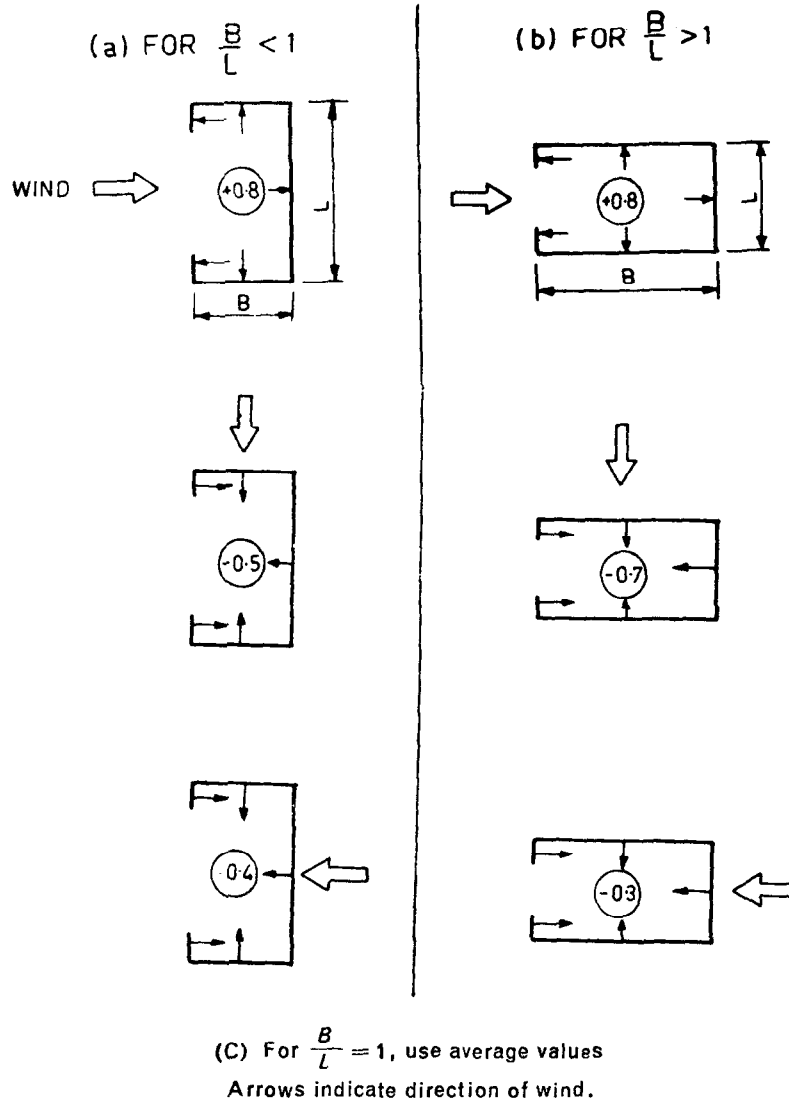 (a) FOR B/L < 1
WIND
+0·8
L
B
-0·5
0·4
(b) FOR B/L > 1
+0·8
L
B
-0·7
-0·3
(C) For B/L = 1, use average values
Arrows indicate direction of wind.